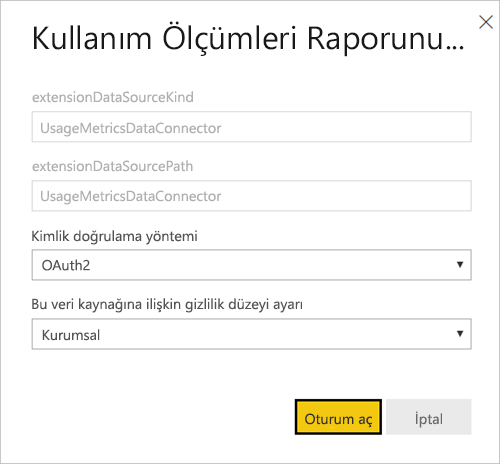 Kullanım Ölçümleri Raporunu...
extensionDataSourceKind
UsageMetricsDataConnector
extensionDataSourcePath
UsageMetricsDataConnector
Kimlik doğrulama yöntemi
OAuth2
Bu veri kaynağına ilişkin gizlilik düzeyi ayarı
Kurumsal
Oturum aç İptal